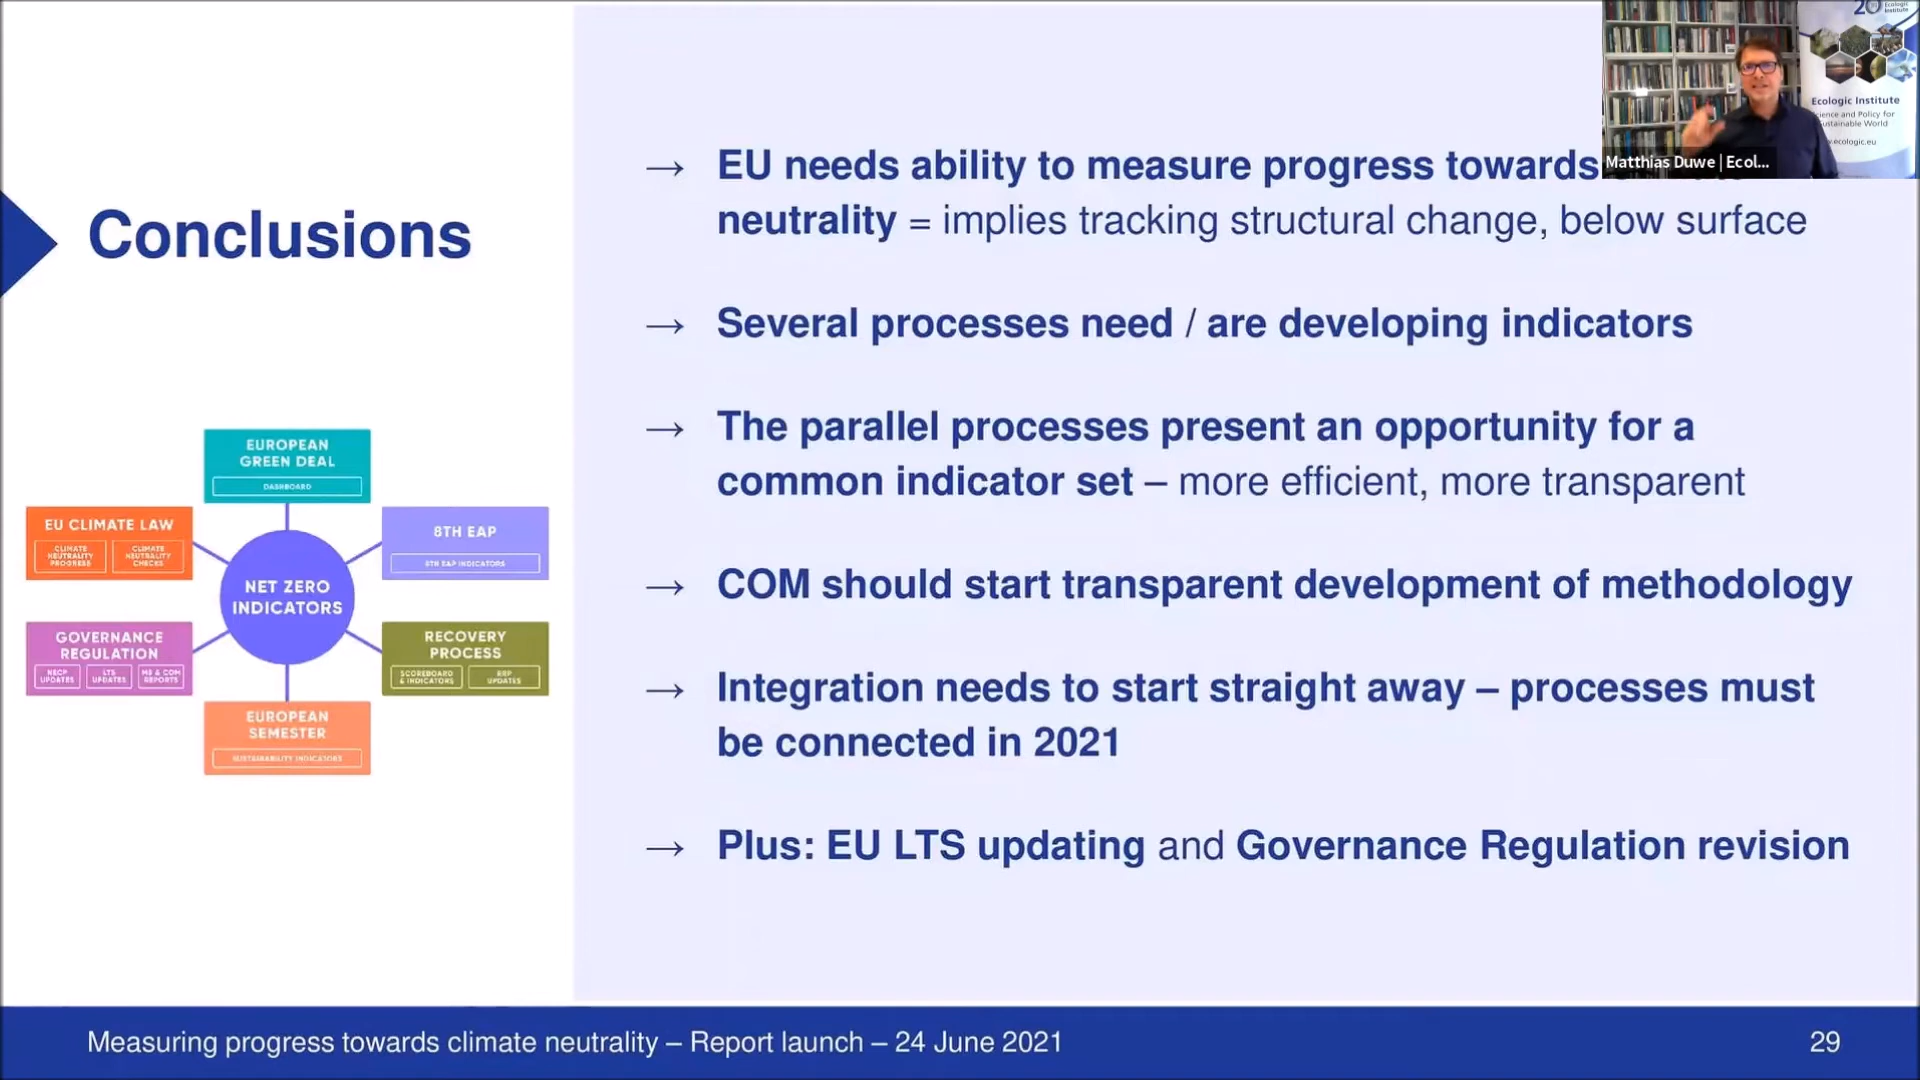 Conclusions
→ EU needs ability to measure progress towards
neutrality = implies tracking structural change, below surface
→ Several processes need / are developing indicators
→ The parallel processes present an opportunity for a
common indicator set – more efficient, more transparent
→ COM should start transparent development of methodology
→ Integration needs to start straight away – processes must
be connected in 2021
→ Plus: EU LTS updating and Governance Regulation revision
EUROPEAN
GREEN DEAL
DASHBOARD
EU CLIMATE LAW
CLIMATE
NEUTRALITY
PROGRESS
CLIMATE
NEUTRALITY
CHECKS
8TH EAP
8TH EAP INDICATORS
NET ZERO
INDICATORS
GOVERNANCE
REGULATION
NECP
UPDATES
LTS
UPDATES
MS & COM
REPORTS
RECOVERY
PROCESS
SCOREBOARD
& INDICATORS
RRP
UPDATES
EUROPEAN
SEMESTER
SUSTAINABILITY INDICATORS
20
Ecologic
Institute
Ecologic Institute
Science and Policy for
Sustainable World
.ecologic.eu
Matthias Duwe | Ecol...
Measuring progress towards climate neutrality – Report launch – 24 June 2021
29